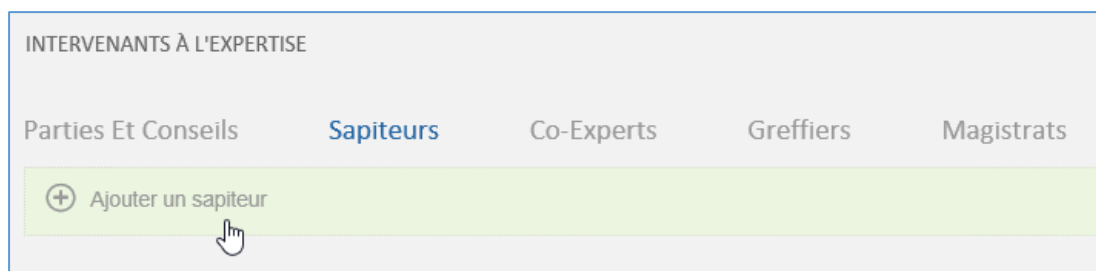 INTERVENANTS À L'EXPERTISE
Parties Et Conseils Sapiteurs Co-Experts Greffiers Magistrats
Ajouter un sapiteur